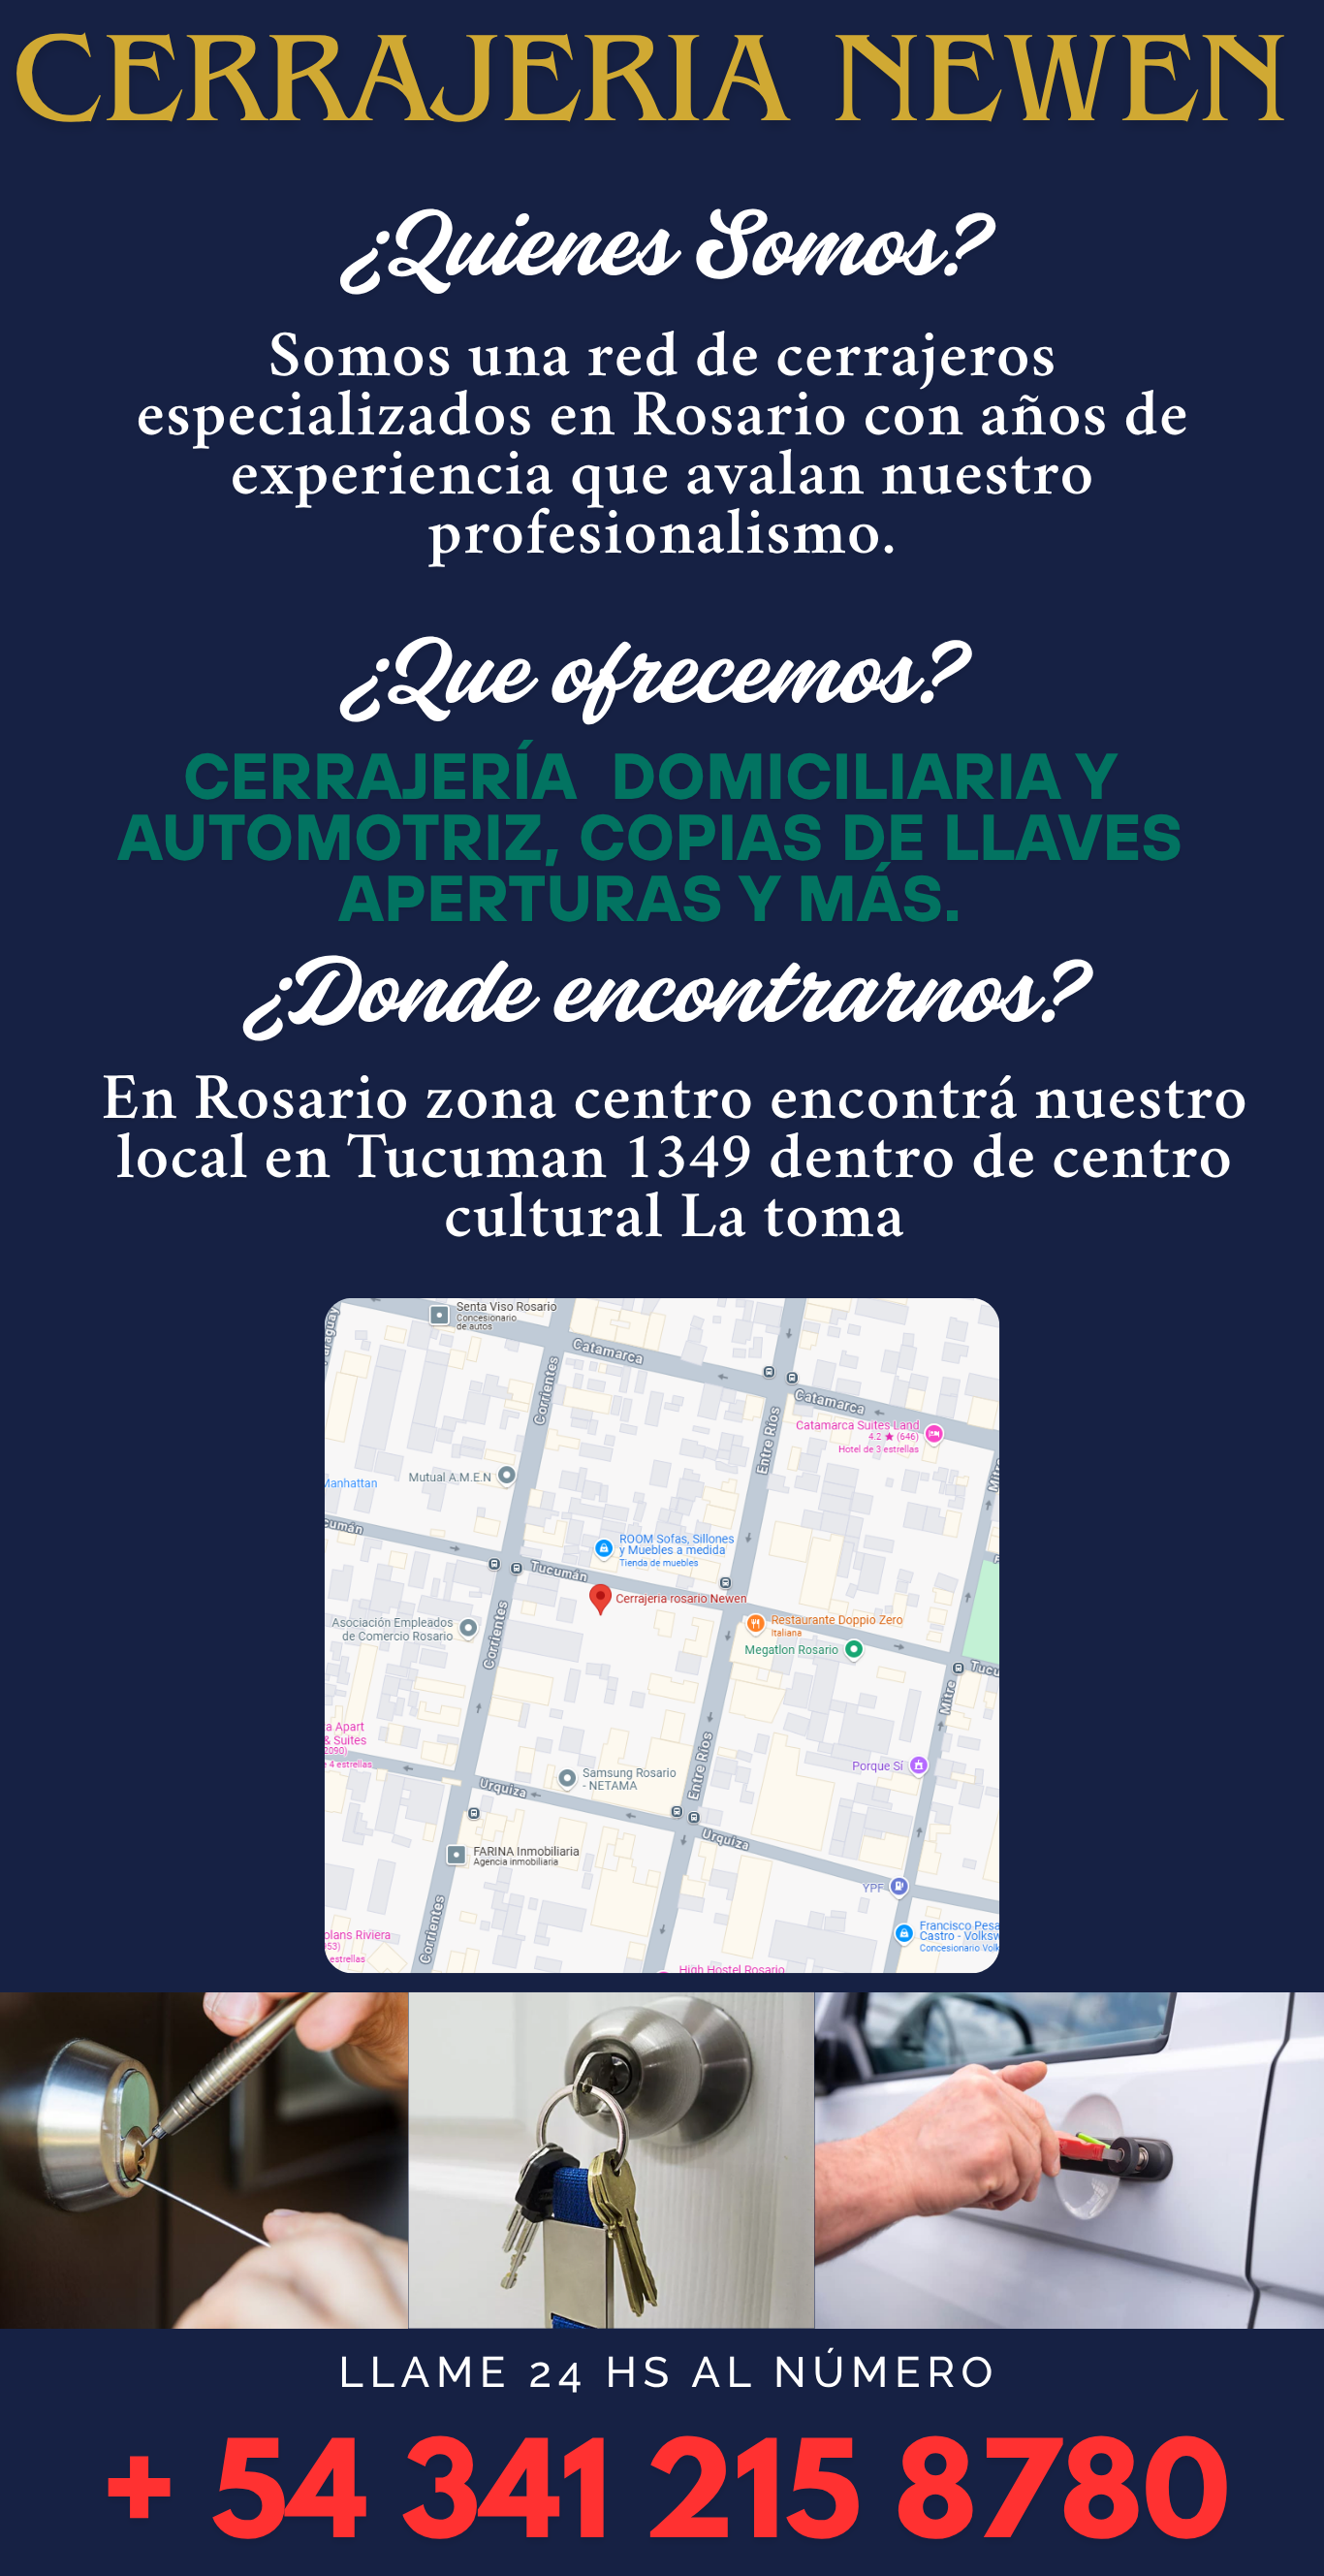 CERRAJERIA NEWEN
¿Quienes Somos?
Somos una red de cerrajeros
especializados en Rosario con años de
experiencia que avalan nuestro
profesionalismo.
¿Que ofrecemos?
CERRAJERÍA DOMICILIARIA Y
AUTOMOTRIZ, COPIAS DE LLAVES
APERTURAS Y MÁS.
¿Donde encontrarnos?
En Rosario zona centro encontrá nuestro
local en Tucuman 1349 dentro de centro
cultural La toma
Senta Viso Rosario
Concesionario
de autos
Catamarca
Corrientes
Catamarca
Entre Ríos
Catamarca Suites Land
4.2 ★ (646)
Hotel de 3 estrellas
Mutual A.M.E.N
Manhattan
ROOM Sofas, Sillones
y Muebles a medida
Tienda de muebles
Tucumán
Cerrajeria rosario Newen
Asociación Empleados
de Comercio Rosario
Corrientes
Restaurante Doppio Zero
Italiana
Megatlon Rosario
Mitre
a Apart
& Suites
2090)
4 estrellas
Entre Ríos
Porque Sí
Samsung Rosario
- NETAMA
Urquiza
Urquiza
FARINA Inmobiliaria
Agencia inmobiliaria
YPF
Corrientes
Francisco Pesa
Castro - Volksw
Concesionario Volk
olans Riviera
estrellas
High Hostel Rosario
LLAME 24 HS AL NÚMERO
+ 54 341 215 8780